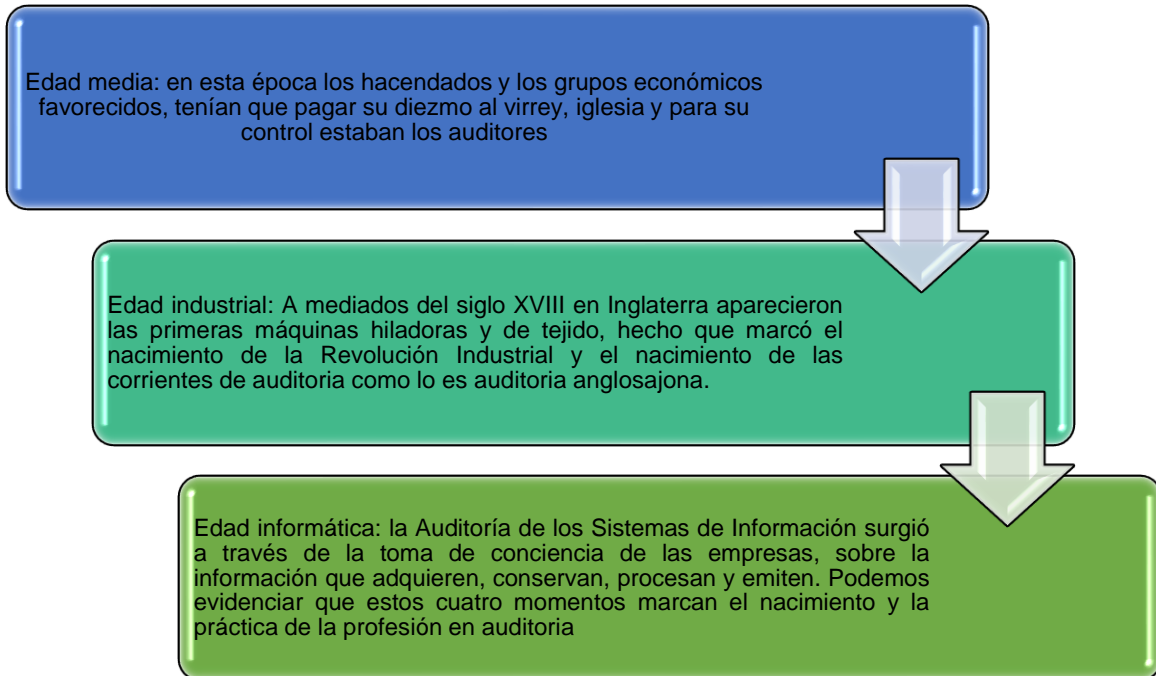 Edad media: en esta época los hacendados y los grupos económicos
favorecidos, tenían que pagar su diezmo al virrey, iglesia y para su
control estaban los auditores
Edad industrial: A mediados del siglo XVIII en Inglaterra aparecieron
las primeras máquinas hiladoras y de tejido, hecho que marcó el
nacimiento de la Revolución Industrial y el nacimiento de las
corrientes de auditoria como lo es auditoria anglosajona.
Edad informática: la Auditoría de los Sistemas de Información surgió
a través de la toma de conciencia de las empresas, sobre la
información que adquieren, conservan, procesan y emiten. Podemos
evidenciar que estos cuatro momentos marcan el nacimiento y la
práctica de la profesión en auditoria